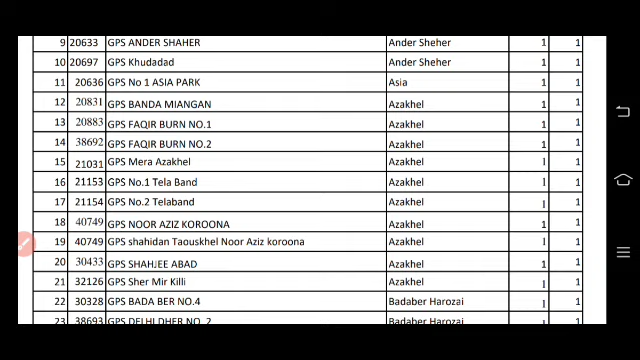 9 20633 GPS ANDER SHAHER Ander Sheher 1 1
10 20697 GPS Khudadad Ander Sheher 1 1
11 20636 GPS No 1 ASIA PARK Asia 1 1
12 20831 GPS BANDA MIANGAN Azakhel 1 1
13 20883 GPS FAQIR BURN NO.1 Azakhel 1 1
14 38692 GPS FAQIR BURN NO.2 Azakhel 1 1
15 21031 GPS Mera Azakhel Azakhel 1 1
16 21153 GPS No.1 Tela Band Azakhel 1 1
17 21154 GPS No.2 Telaband Azakhel 1 1
18 40749 GPS NOOR AZIZ KOROONA Azakhel 1 1
19 40749 GPS shahidan Taouskhel Noor Aziz koroona Azakhel 1 1
20 30433 GPS SHAHJEE ABAD Azakhel 1 1
21 32126 GPS Sher Mir Killi Azakhel 1 1
22 30328 GPS BADA BER NO.4 Badaber Harozai 1 1
23 38693 GPS DELHI DHER NO. 2 Badaber Harozai 1 1